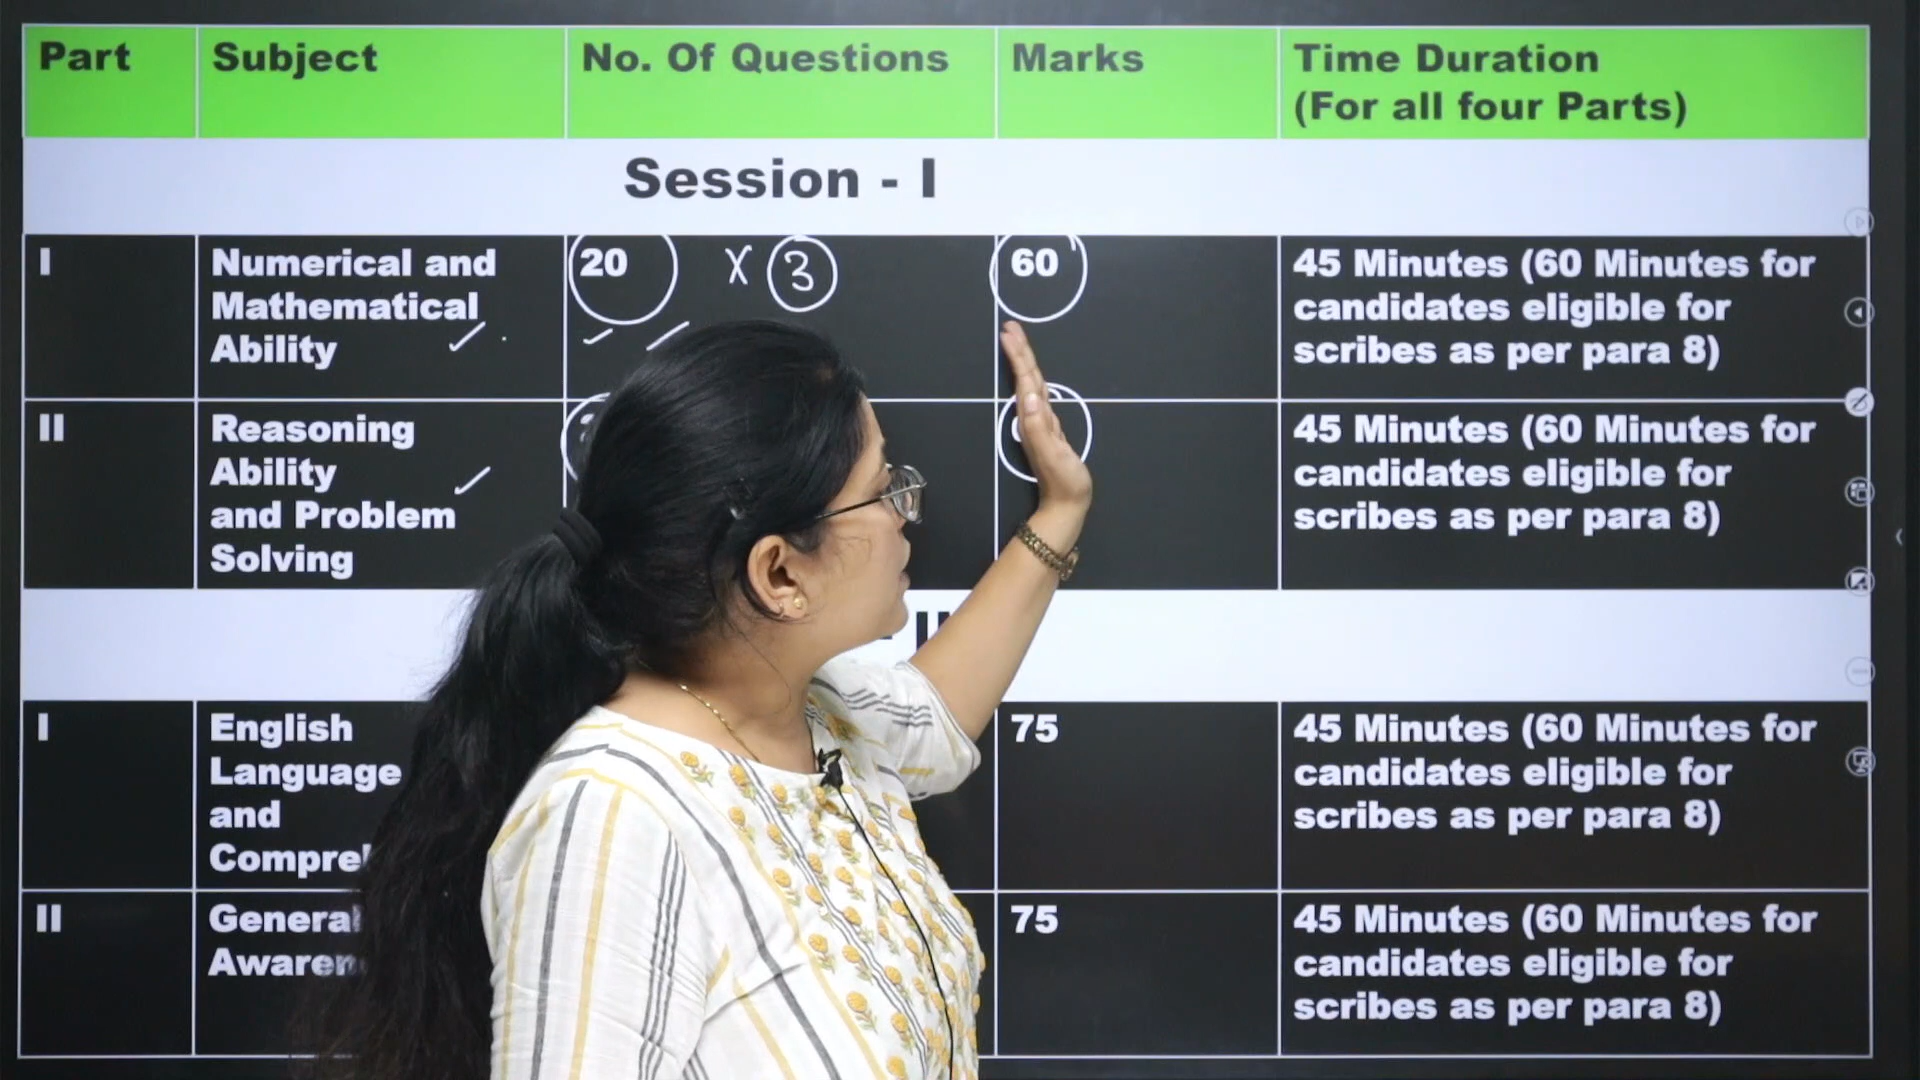 Part
Subject
No. Of Questions
Marks
Time Duration
(For all four Parts)
Session - I
I
Numerical and
Mathematical
Ability
20 X 3
60
45 Minutes (60 Minutes for
candidates eligible for
scribes as per para 8)
II
Reasoning
Ability
and Problem
Solving
45 Minutes (60 Minutes for
candidates eligible for
scribes as per para 8)
I
English
Language
and
75
45 Minutes (60 Minutes for
candidates eligible for
scribes as per para 8)
II
General
75
45 Minutes (60 Minutes for
candidates eligible for
scribes as per para 8)